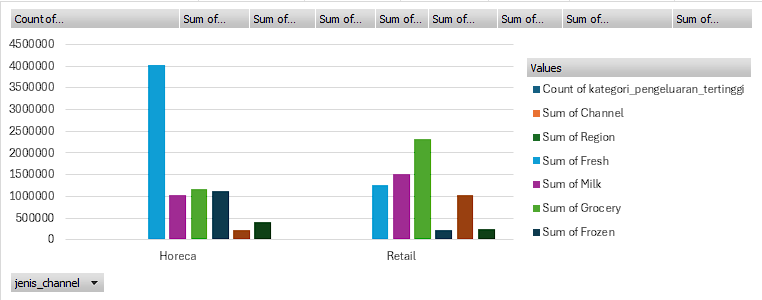 Count of... Sum of... Sum of... Sum of... Sum of... Sum of... Sum of... Sum of...
4500000
4000000
3500000
3000000
2500000
2000000
1500000
1000000
500000
0
Horeca Retail
Values
Count of kategori_pengeluaran_tertinggi
Sum of Channel
Sum of Region
Sum of Fresh
Sum of Milk
Sum of Grocery
Sum of Frozen
jenis_channel